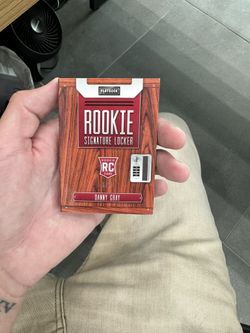 PLAYBOOK
ROOKIE
SIGNATURE LOCKER
RC
DANNY GRAY